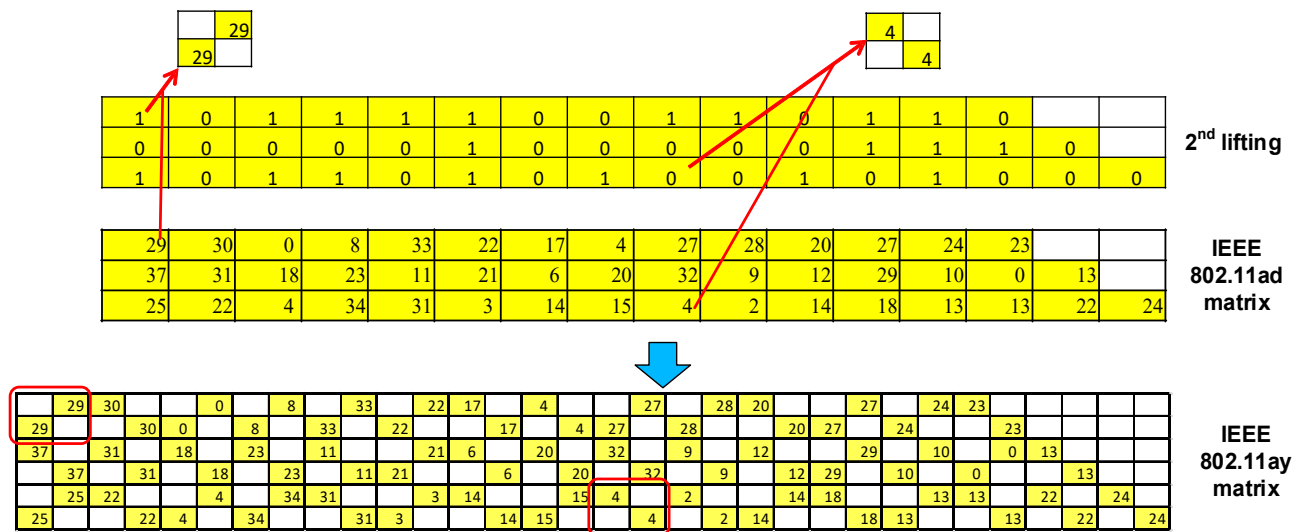 29
29
4
4
1 0 1 1 1 1 0 0 1 1 0 1 1 0
0 0 0 0 0 1 0 0 0 0 0 1 1 1 0
1 0 1 1 0 1 0 1 0 0 1 0 1 0 0 0
2nd lifting
29 30 0 8 33 22 17 4 27 28 20 27 24 23
37 31 18 23 11 21 6 20 32 9 12 29 10 0 13
25 22 4 34 31 3 14 15 4 2 14 18 13 13 22 24
IEEE
802.11ad
matrix
29 30 0 8 33 22 17 4 27 28 20 27 24 23
29 30 0 8 33 22 17 4 27 28 20 27 24 23
37 31 18 23 11 21 6 20 32 9 12 29 10 0 13
37 31 18 23 11 21 6 20 32 9 12 29 10 0 13
25 22 4 34 31 3 14 15 4 2 14 18 13 13 22 24
25 22 4 34 31 3 14 15 4 2 14 18 13 13 22 24
IEEE
802.11ay
matrix